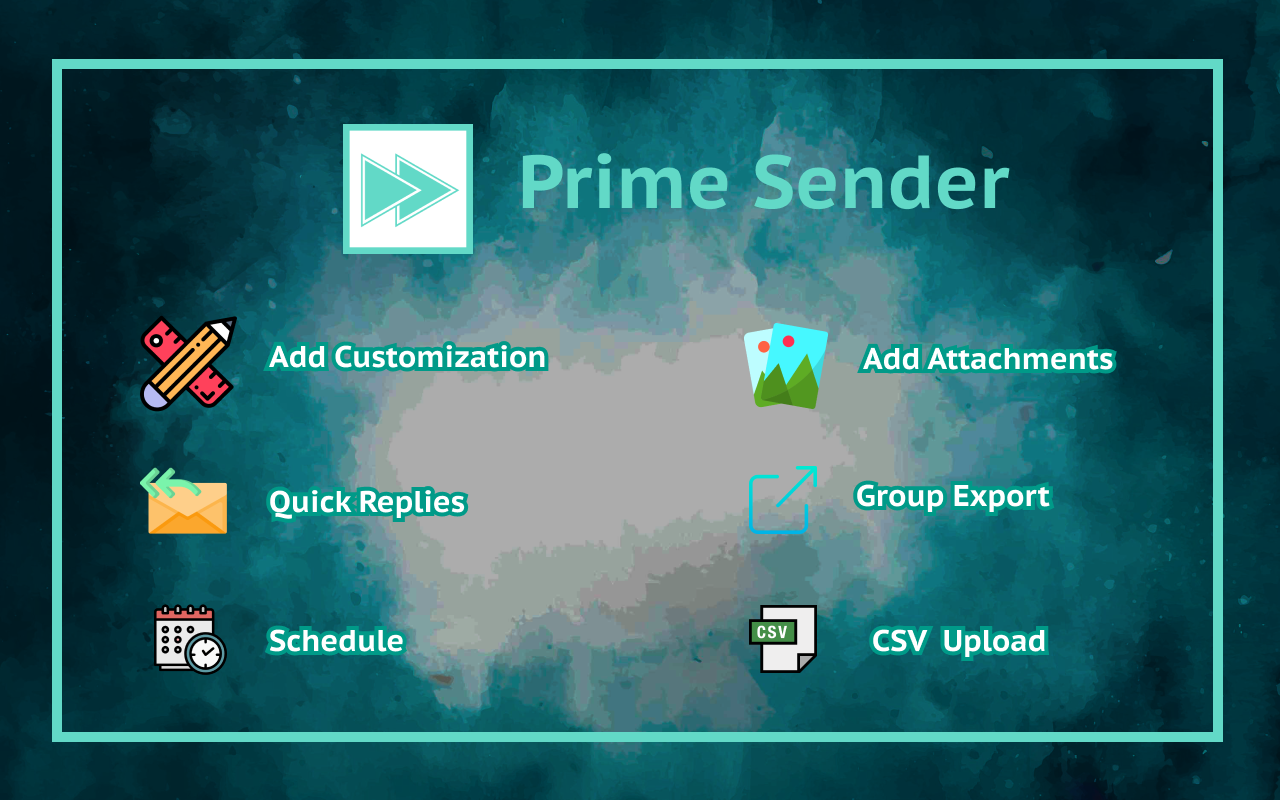 Prime Sender
Add Customization
Add Attachments
Quick Replies
Group Export
Schedule
CSV
CSV Upload